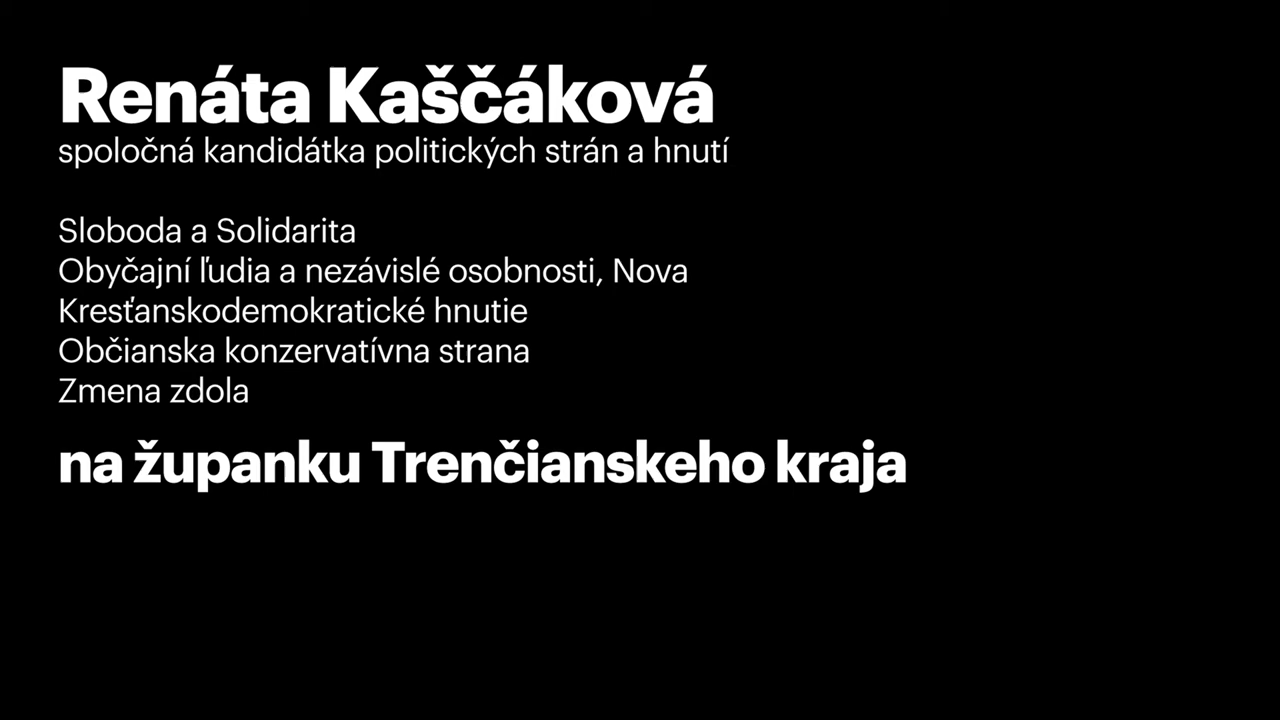 Renáta Kaščáková
spoločná kandidátka politických strán a hnutí
Sloboda a Solidarita
Obyčajní ľudia a nezávislé osobnosti, Nova
Kresťanskodemokratické hnutie
Občianska konzervatívna strana
Zmena zdola
na županku Trenčianskeho kraja